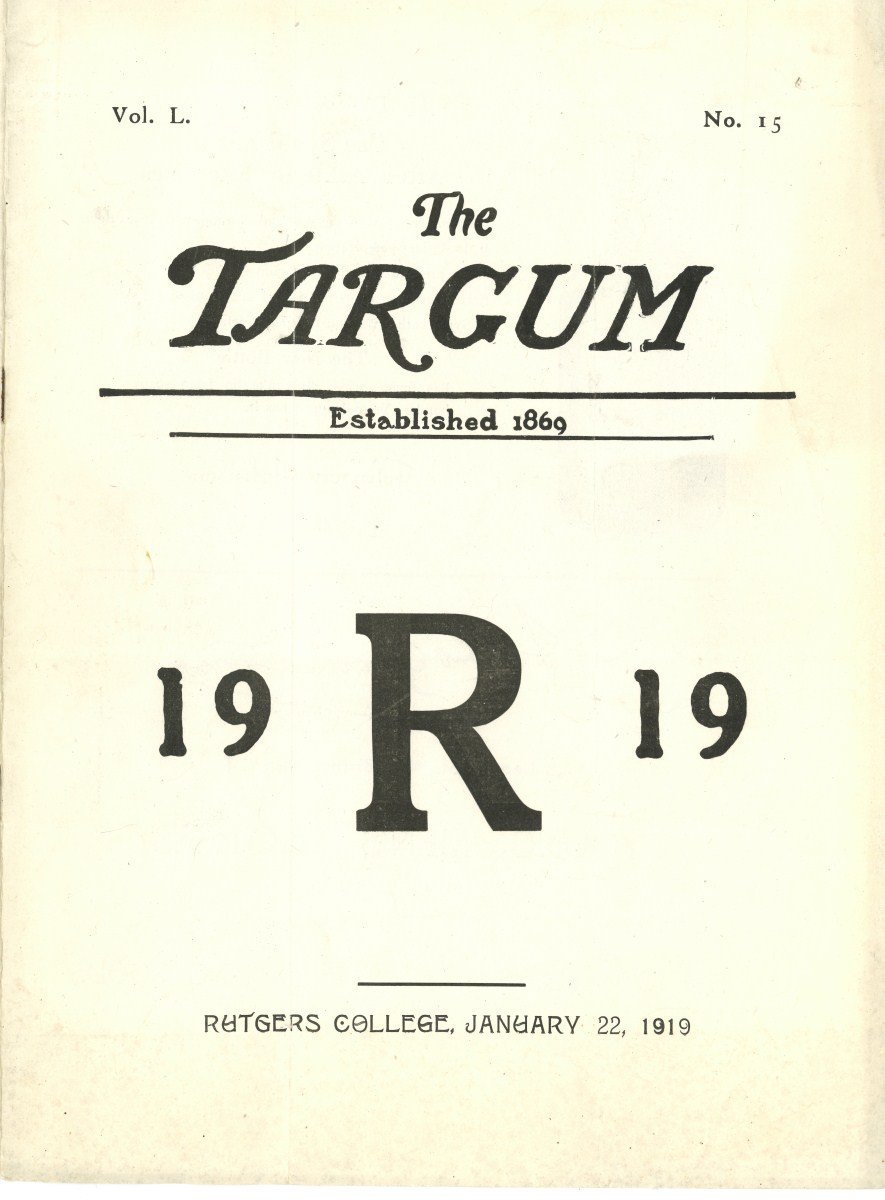 Vol. L. No. 15
The
TARGUM
Established 1869
19 R 19
RUTGERS COLLEGE, JANUARY 22, 1919